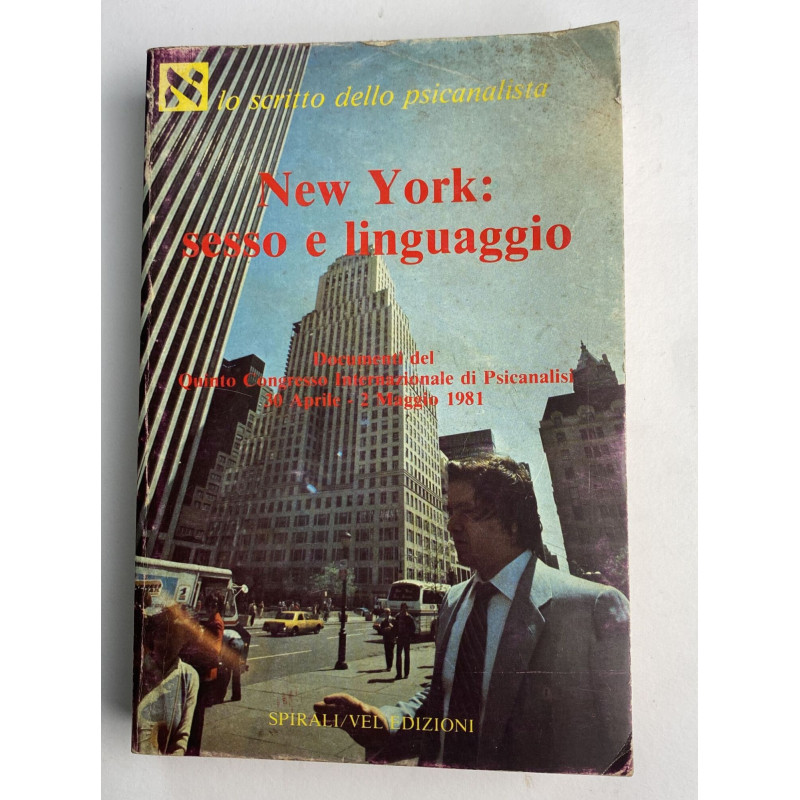 lo scritto dello psicanalista
New York:
sesso e linguaggio
Documenti del
Quinto Congresso Internazionale di Psicanalisi
30 Aprile - 2 Maggio 1981
SPIRALI/VEL EDIZIONI